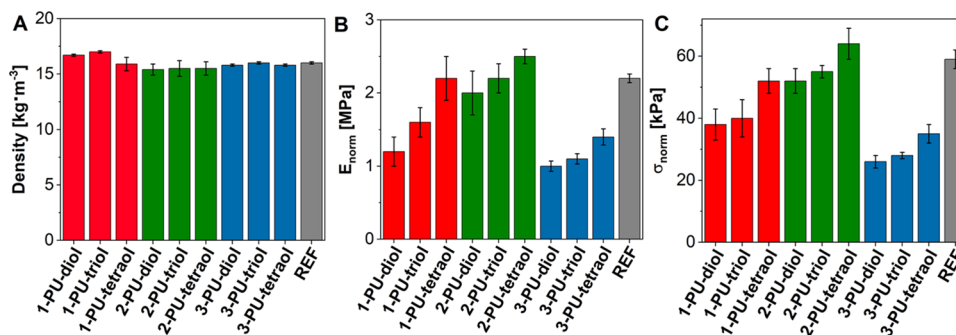 A
Density [kg•m⁻³]
20
15
10
5
0
1-PU-diol
1-PU-triol
1-PU-tetraol
2-PU-diol
2-PU-triol
2-PU-tetraol
3-PU-diol
3-PU-triol
3-PU-tetraol
REF
B
E_norm [MPa]
3
2
1
0
1-PU-diol
1-PU-triol
1-PU-tetraol
2-PU-diol
2-PU-triol
2-PU-tetraol
3-PU-diol
3-PU-triol
3-PU-tetraol
REF
C
σ_norm [kPa]
60
40
20
0
1-PU-diol
1-PU-triol
1-PU-tetraol
2-PU-diol
2-PU-triol
2-PU-tetraol
3-PU-diol
3-PU-triol
3-PU-tetraol
REF